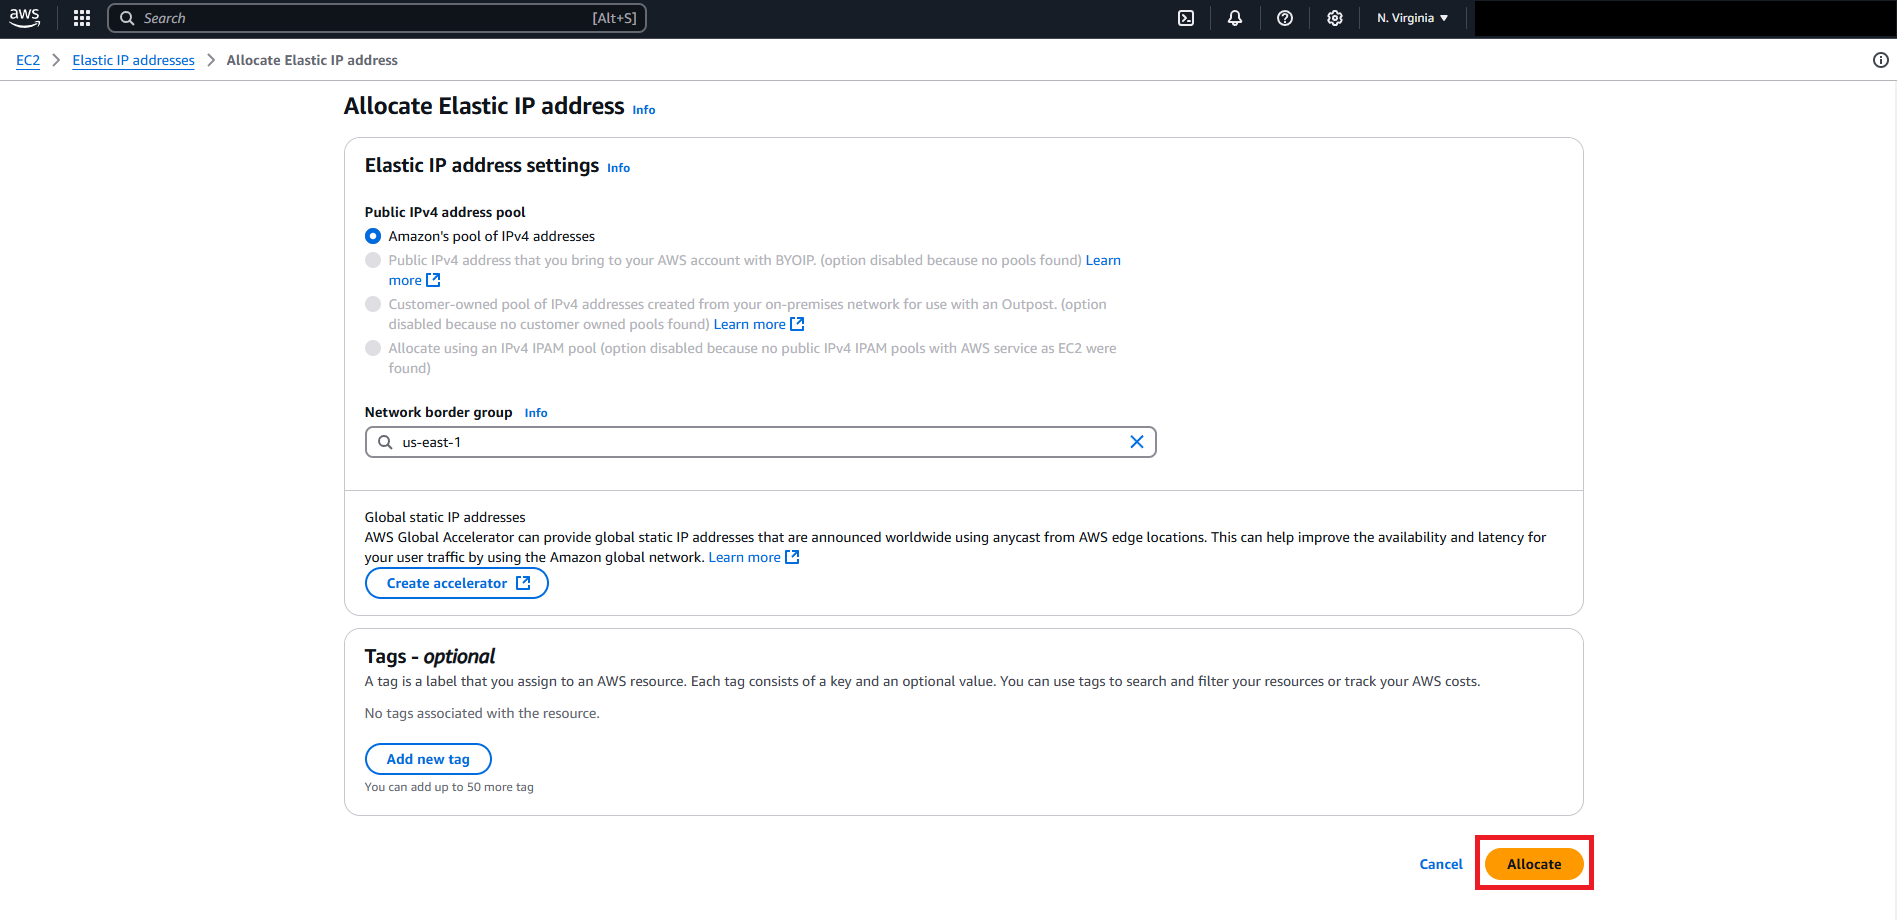 aws
Search
[Alt+S]
N. Virginia
EC2
Elastic IP addresses
Allocate Elastic IP address
Allocate Elastic IP address Info
Elastic IP address settings Info
Public IPv4 address pool
Amazon's pool of IPv4 addresses
Public IPv4 address that you bring to your AWS account with BYOIP. (option disabled because no pools found) Learn
more
Customer-owned pool of IPv4 addresses created from your on-premises network for use with an Outpost. (option
disabled because no customer owned pools found) Learn more
Allocate using an IPv4 IPAM pool (option disabled because no public IPv4 IPAM pools with AWS service as EC2 were
found)
Network border group Info
us-east-1
Global static IP addresses
AWS Global Accelerator can provide global static IP addresses that are announced worldwide using anycast from AWS edge locations. This can help improve the availability and latency for
your user traffic by using the Amazon global network. Learn more
Create accelerator
Tags - optional
A tag is a label that you assign to an AWS resource. Each tag consists of a key and an optional value. You can use tags to search and filter your resources or track your AWS costs.
No tags associated with the resource.
Add new tag
You can add up to 50 more tag
Cancel
Allocate